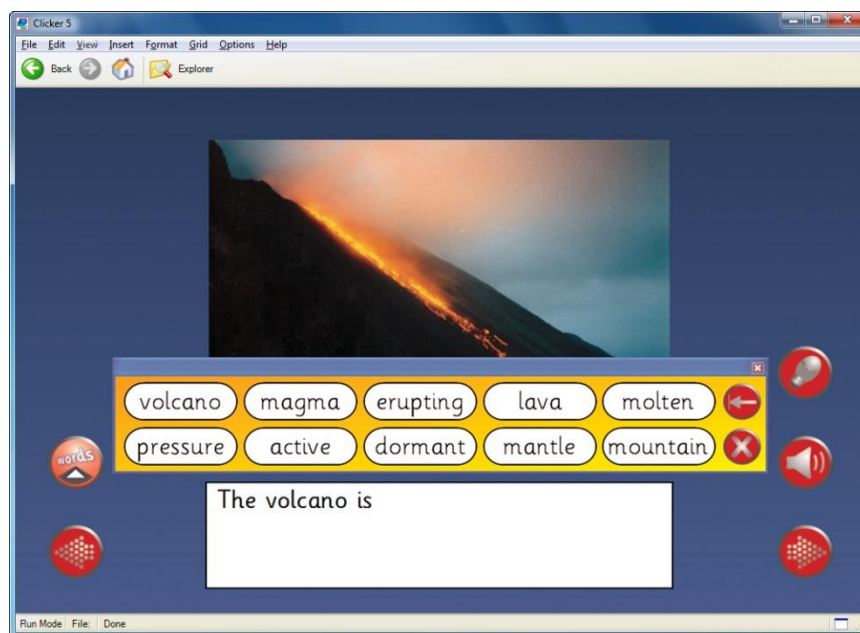 Clicker 5
File Edit View Insert Format Grid Options Help
Back Explorer
volcano magma erupting lava molten
pressure active dormant mantle mountain
words
The volcano is
Run Mode File: Done